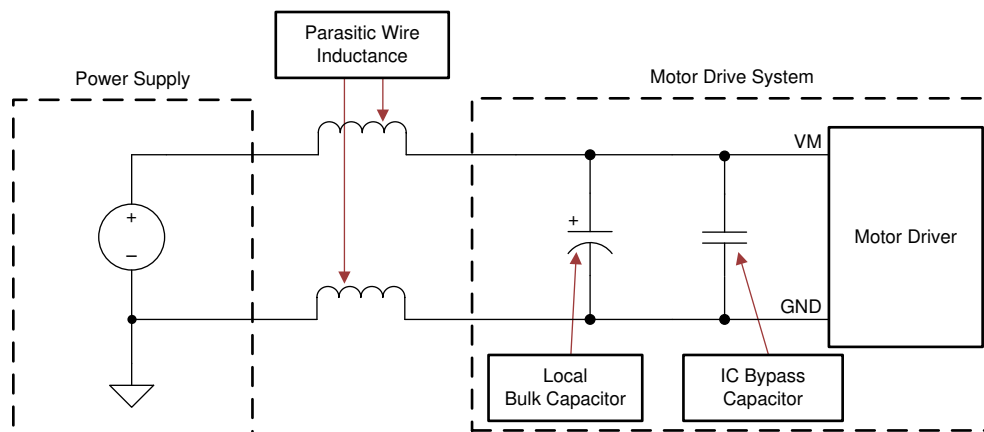 Parasitic Wire
Inductance
Power Supply
Motor Drive System
VM
+
+
–
Motor Driver
GND
Local
Bulk Capacitor
IC Bypass
Capacitor